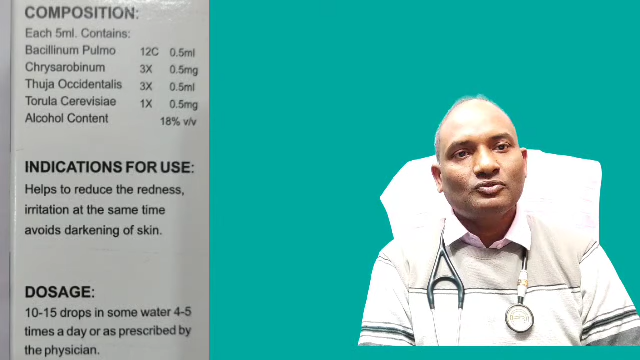 COMPOSITION:
Each 5ml. Contains:
Bacillinum Pulmo 12C 0.5ml
Chrysarobinum 3X 0.5mg
Thuja Occidentalis 3X 0.5ml
Torula Cerevisiae 1X 0.5mg
Alcohol Content 18% v/v
INDICATIONS FOR USE:
Helps to reduce the redness,
irritation at the same time
avoids darkening of skin.
DOSAGE:
10-15 drops in some water 4-5
times a day or as prescribed by
the physician.